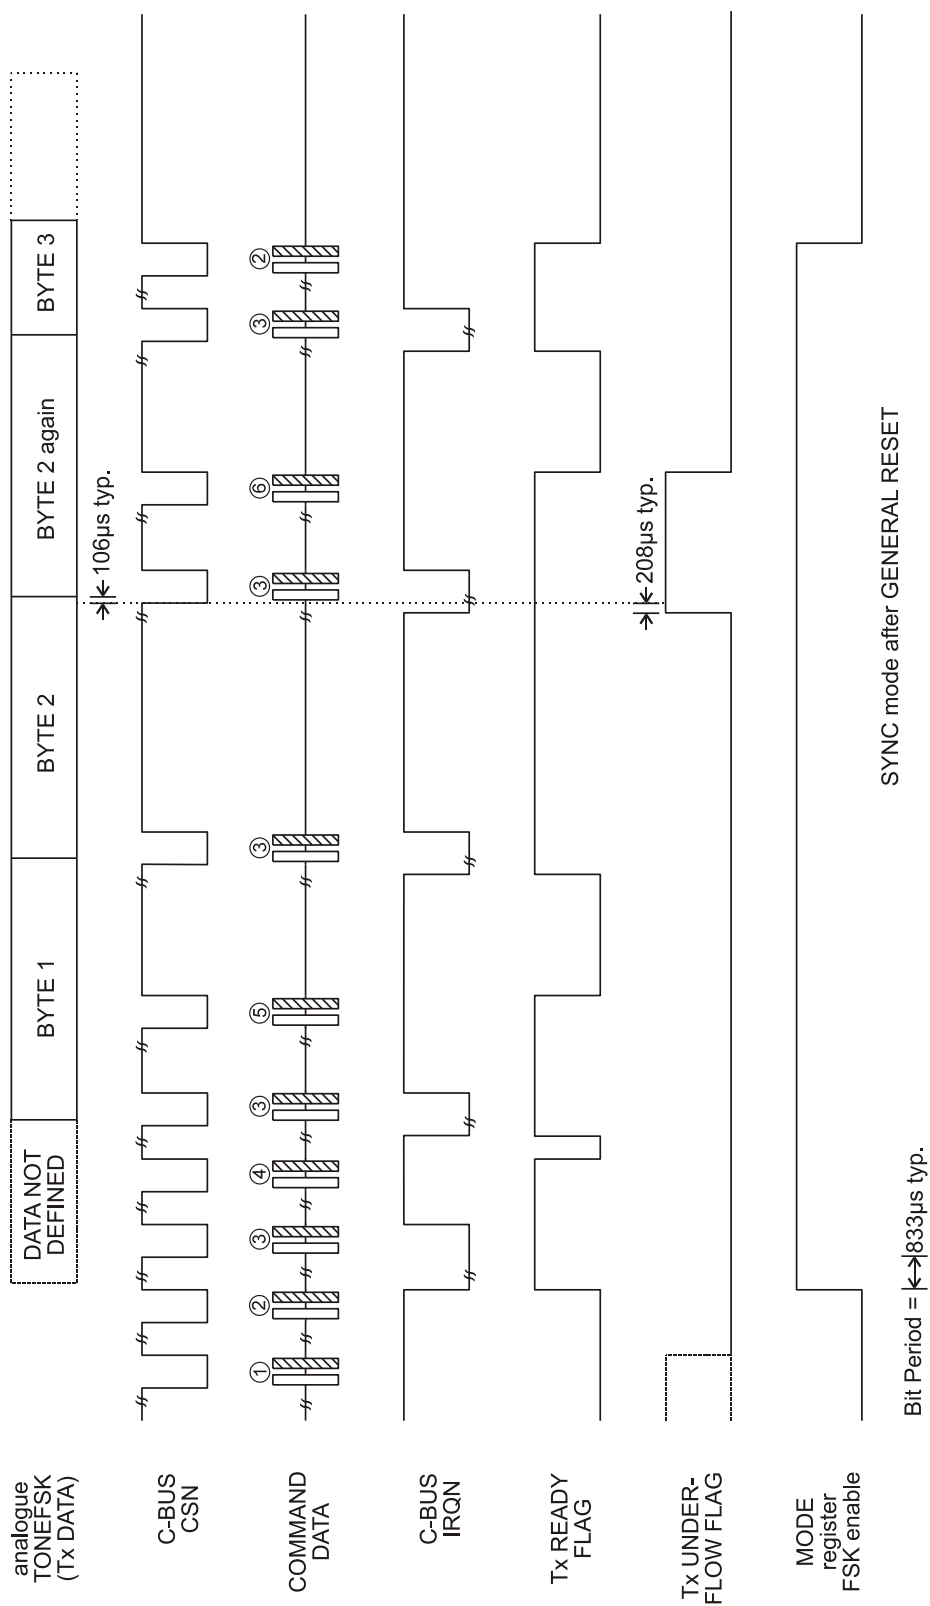 analogue
TONEFSK
(Tx DATA)
DATA NOT
DEFINED
BYTE 1
BYTE 2
BYTE 2 again
BYTE 3
106µs typ.
C-BUS
CSN
COMMAND
DATA
① ② ③ ④ ③ ⑤ ③ ③ ⑥ ③ ②
C-BUS
IRQN
Tx READY
FLAG
Tx UNDER-
FLOW FLAG
208µs typ.
MODE
register
FSK enable
SYNC mode after GENERAL RESET
Bit Period = 833µs typ.